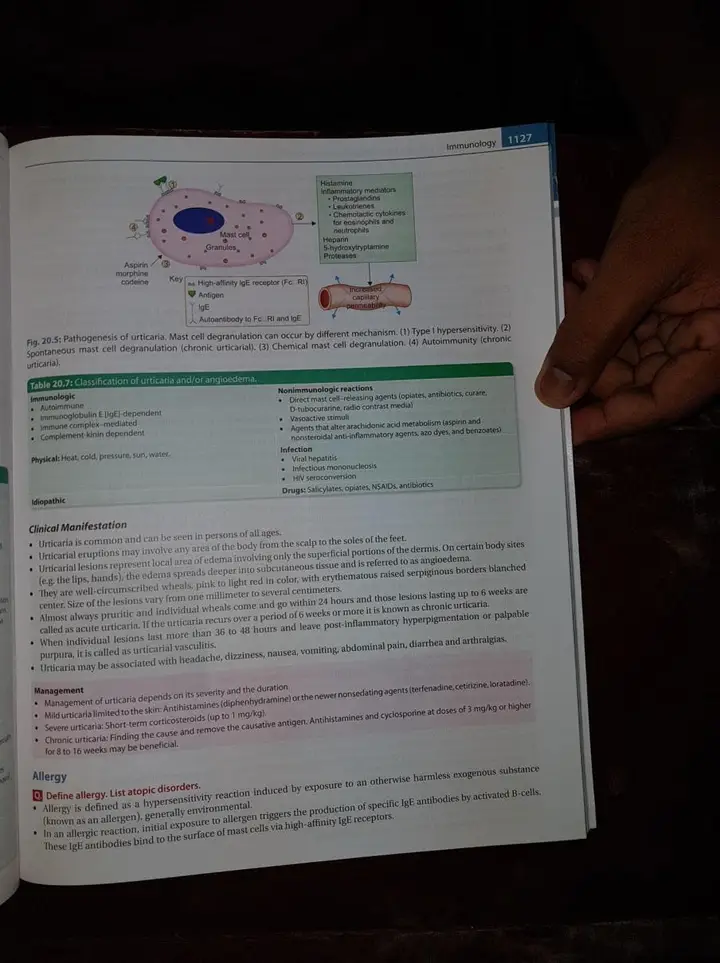 Immunology 1127
Histamine
Inflammatory mediators
• Prostaglandins
• Leukotrienes
• Chemotactic cytokines
for eosinophils and
neutrophils
Heparin
5-hydroxytryptamine
Proteases
1
2
3
4
Mast cell
Granules
Aspirin
morphine
codeine
Key
High-affinity IgE receptor (Fc RI)
Antigen
IgE
Autoantibody to Fc RI and IgE
Increased
capillary
permeability
Fig. 20.5: Pathogenesis of urticaria. Mast cell degranulation can occur by different mechanism. (1) Type I hypersensitivity. (2)
Spontaneous mast cell degranulation (chronic urticarial). (3) Chemical mast cell degranulation. (4) Autoimmunity (chronic
urticaria).
Table 20.7: Classification of urticaria and/or angioedema.
Immunologic
• Autoimmune
• Immunoglobulin E [IgE]-dependent
• Immune complex–mediated
• Complement-kinin dependent
Physical: Heat, cold, pressure, sun, water,
Idiopathic
Nonimmunologic reactions
• Direct mast cell–releasing agents (opiates, antibiotics, curare,
D-tubocurarine, radio contrast media)
• Vasoactive stimuli
• Agents that alter arachidonic acid metabolism (aspirin and
nonsteroidal anti-inflammatory agents, azo dyes, and benzoates)
Infection
• Viral hepatitis
• Infectious mononucleosis
• HIV seroconversion
Drugs: Salicylates, opiates, NSAIDs, antibiotics
Clinical Manifestation
• Urticaria is common and can be seen in persons of all ages.
• Urticarial eruptions may involve any area of the body from the scalp to the soles of the feet.
• Urticarial lesions represent local area of edema involving only the superficial portions of the dermis. On certain body sites
(e.g. the lips, hands), the edema spreads deeper into subcutaneous tissue and is referred to as angioedema.
• They are well-circumscribed wheals, pink to light red in color, with erythematous raised serpiginous borders blanched
center. Size of the lesions vary from one millimeter to several centimeters.
• Almost always pruritic and individual wheals come and go within 24 hours and those lesions lasting up to 6 weeks are
called as acute urticaria. If the urticaria recurs over a period of 6 weeks or more it is known as chronic urticaria.
• When individual lesions last more than 36 to 48 hours and leave post-inflammatory hyperpigmentation or palpable
purpura, it is called as urticarial vasculitis.
• Urticaria may be associated with headache, dizziness, nausea, vomiting, abdominal pain, diarrhea and arthralgias.
Management
• Management of urticaria depends on its severity and the duration
• Mild urticaria limited to the skin: Antihistamines (diphenhydramine) or the newer nonsedating agents (terfenadine, cetirizine, loratadine).
• Severe urticaria: Short-term corticosteroids (up to 1 mg/kg).
• Chronic urticaria: Finding the cause and remove the causative antigen. Antihistamines and cyclosporine at doses of 3 mg/kg or higher
for 8 to 16 weeks may be beneficial.
Allergy
Q Define allergy. List atopic disorders.
• Allergy is defined as a hypersensitivity reaction induced by exposure to an otherwise harmless exogenous substance
(known as an allergen), generally environmental.
• In an allergic reaction, initial exposure to allergen triggers the production of specific IgE antibodies by activated B-cells.
These IgE antibodies bind to the surface of mast cells via high-affinity IgE receptors.